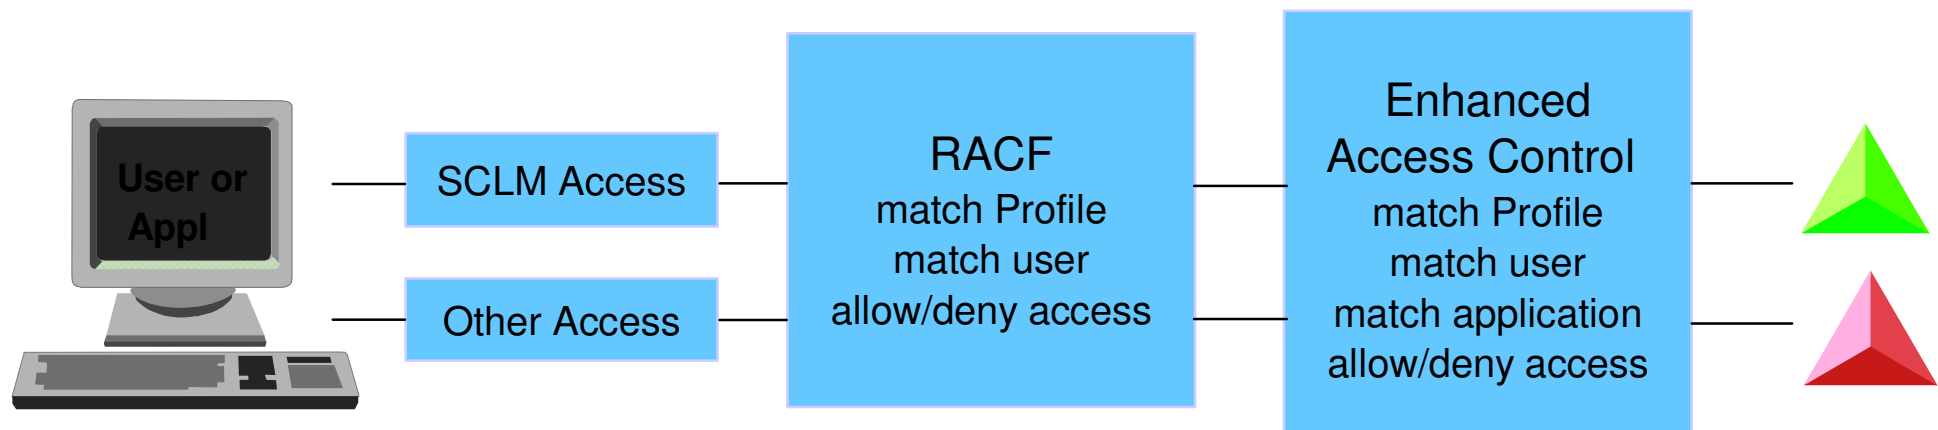 User or
Appl
SCLM Access
Other Access
RACF
match Profile
match user
allow/deny access
Enhanced
Access Control
match Profile
match user
match application
allow/deny access